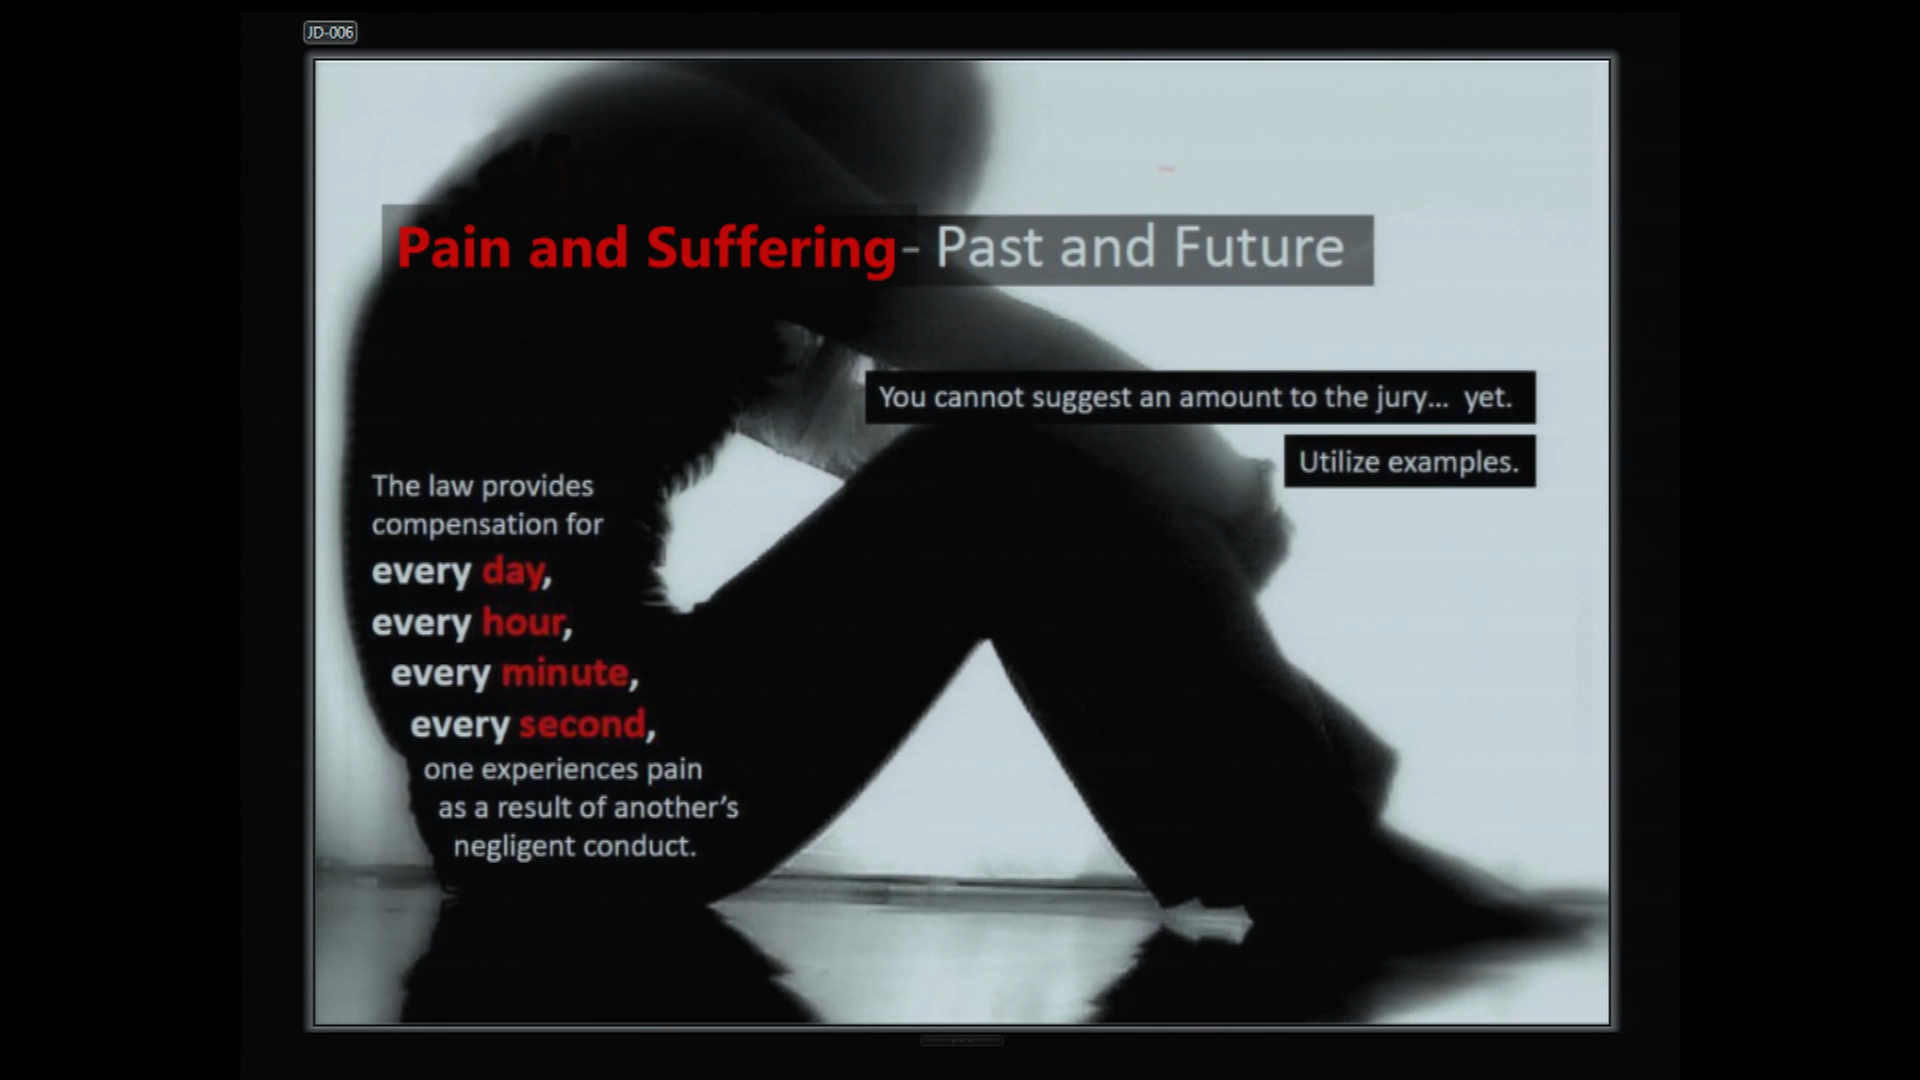 JD-006
Pain and Suffering - Past and Future
You cannot suggest an amount to the jury... yet.
Utilize examples.
The law provides
compensation for
every day,
every hour,
every minute,
every second,
one experiences pain
as a result of another’s
negligent conduct.